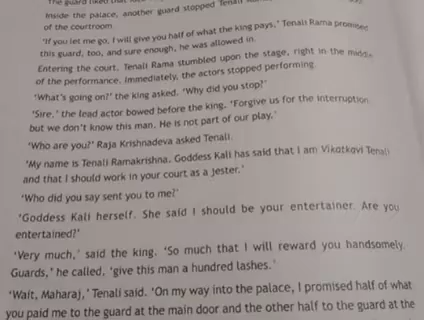 The guard liked that
Inside the palace, another guard stopped Tenali
of the courtroom.
'If you let me go, I will give you half of what the king pays,' Tenali Rama promised
this guard, too, and sure enough, he was allowed in.
Entering the court, Tenali Rama stumbled upon the stage, right in the middle
of the performance. Immediately, the actors stopped performing.
'What's going on?' the king asked. 'Why did you stop?'
'Sire,' the lead actor bowed before the king. 'Forgive us for the interruption,
but we don't know this man. He is not part of our play.'
'Who are you?' Raja Krishnadeva asked Tenali.
'My name is Tenali Ramakrishna. Goddess Kali has said that I am Vikatkavi Tenali
and that I should work in your court as a jester.'
'Who did you say sent you to me?'
'Goddess Kali herself. She said I should be your entertainer. Are you
entertained?'
'Very much,' said the king. 'So much that I will reward you handsomely.
Guards,' he called, 'give this man a hundred lashes.'
'Wait, Maharaj,' Tenali said. 'On my way into the palace, I promised half of what
you paid me to the guard at the main door and the other half to the guard at the